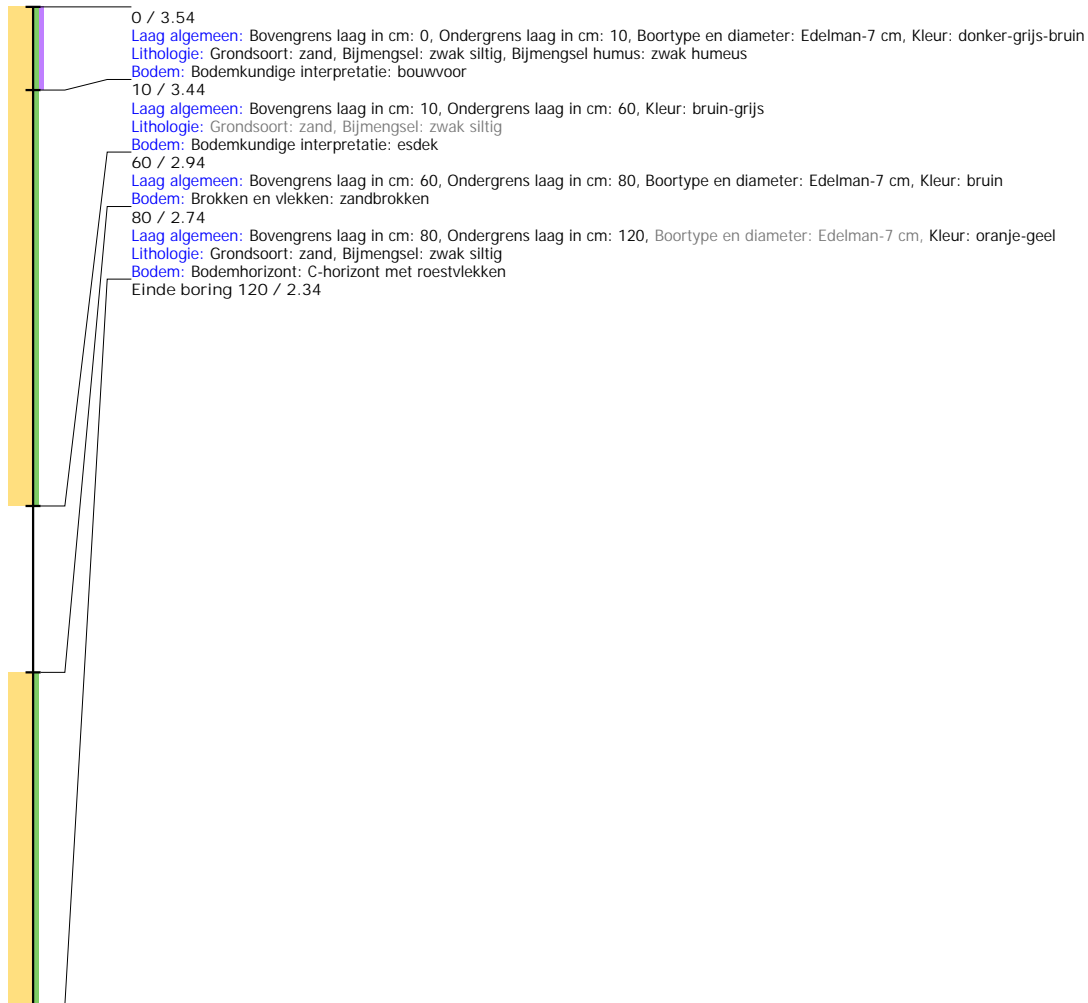 0 / 3.54
Laag algemeen: Bovengrens laag in cm: 0, Ondergrens laag in cm: 10, Boortype en diameter: Edelman-7 cm, Kleur: donker-grijs-bruin
Lithologie: Grondsoort: zand, Bijmengsel: zwak siltig, Bijmengsel humus: zwak humeus
Bodem: Bodemkundige interpretatie: bouwvoor
10 / 3.44
Laag algemeen: Bovengrens laag in cm: 10, Ondergrens laag in cm: 60, Kleur: bruin-grijs
Lithologie: Grondsoort: zand, Bijmengsel: zwak siltig
Bodem: Bodemkundige interpretatie: esdek
60 / 2.94
Laag algemeen: Bovengrens laag in cm: 60, Ondergrens laag in cm: 80, Boortype en diameter: Edelman-7 cm, Kleur: bruin
Bodem: Brokken en vlekken: zandbrokken
80 / 2.74
Laag algemeen: Bovengrens laag in cm: 80, Ondergrens laag in cm: 120, Boortype en diameter: Edelman-7 cm, Kleur: oranje-geel
Lithologie: Grondsoort: zand, Bijmengsel: zwak siltig
Bodem: Bodemhorizont: C-horizont met roestvlekken
Einde boring 120 / 2.34